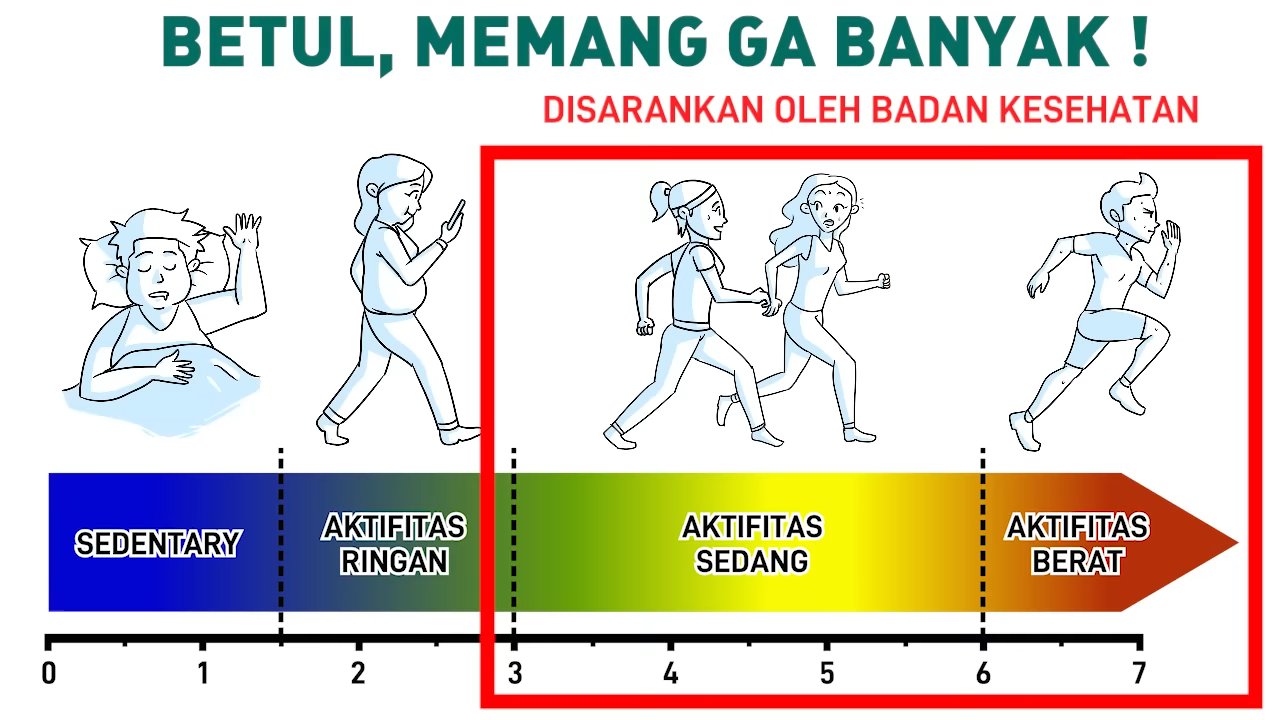 BETUL, MEMANG GA BANYAK !
DISARANKAN OLEH BADAN KESEHATAN
SEDENTARY
AKTIFITAS
RINGAN
AKTIFITAS
SEDANG
AKTIFITAS
BERAT
0 1 2 3 4 5 6 7